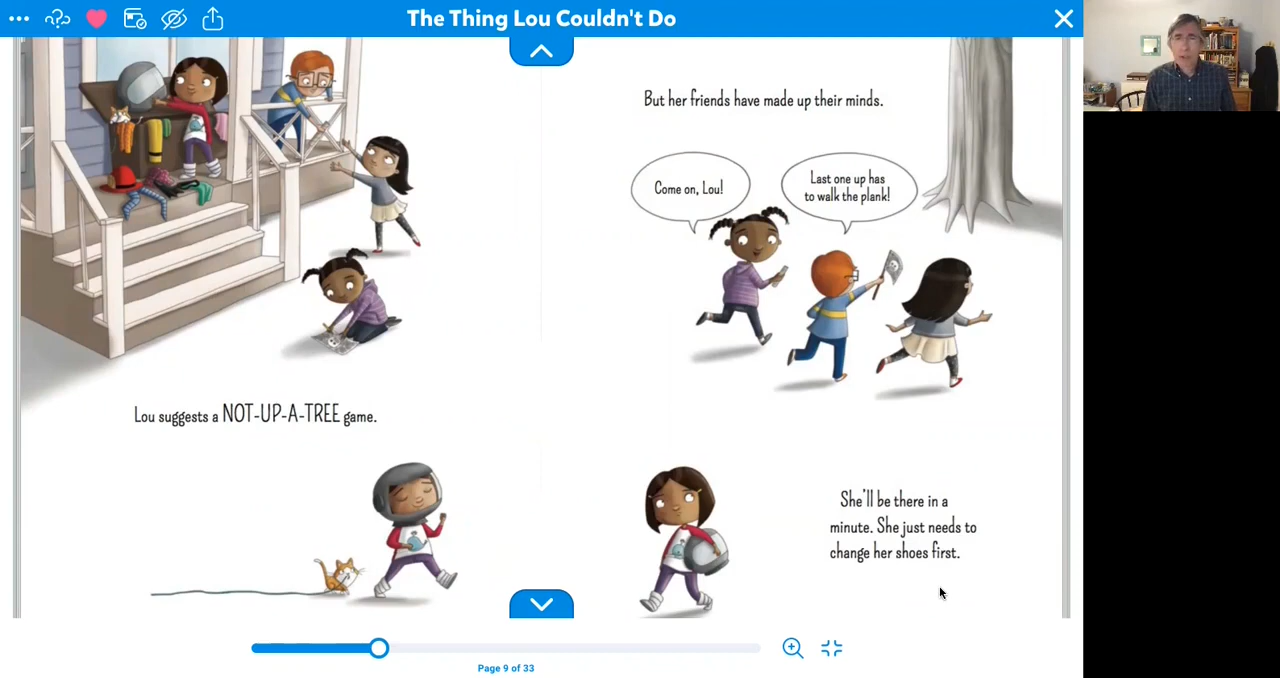 The Thing Lou Couldn't Do
But her friends have made up their minds.
Come on, Lou!
Last one up has
to walk the plank!
Lou suggests a NOT-UP-A-TREE game.
She'll be there in a
minute. She just needs to
change her shoes first.
Page 9 of 33